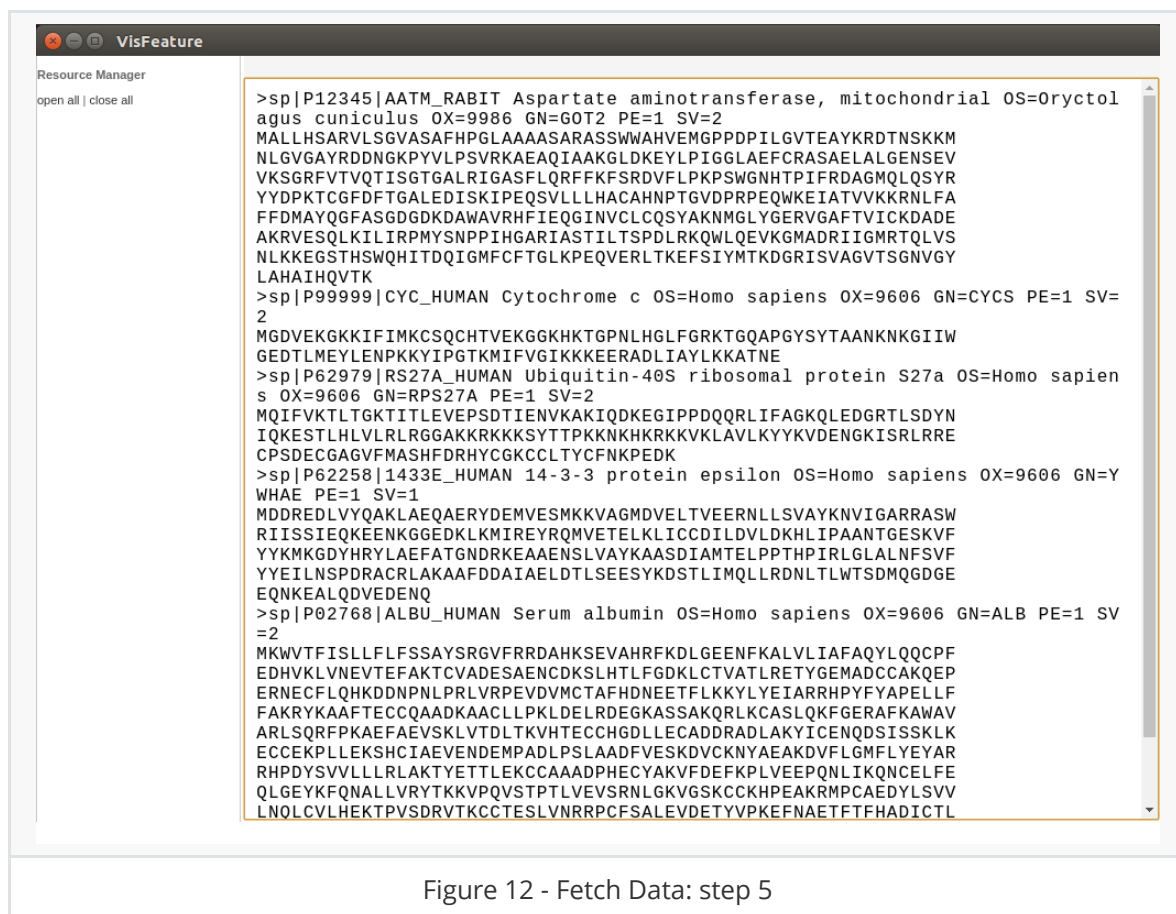 VisFeature
Resource Manager
open all | close all
>sp|P12345|AATM_RABIT Aspartate aminotransferase, mitochondrial OS=Oryctol
agus cuniculus OX=9986 GN=GOT2 PE=1 SV=2
MALLHSARVLSGVASAFHPGLAAAASARASSWWAHVEMGPPDPILGVTEAYKRDTNSKKM
NLGVGAYRDDNGKPYVLPSVRKAEAQIAAKGLDKEYLPIGGLAEFCRASAELALGENSEV
VKSGRFVTVQTISGTGALRIGASFLQRFFKFSRDVFLPKPSWGNHTPIFRDAGMQLQSYR
YYDPKTCGFDFTGALEDISKIPEQSVLLLHACAHNPTGVDPRPEQWKEIATVVKKRNLFA
FFDMAYQGFASGDGDKDAWAVRHFIEQGINVCLCQSYAKNMGLYGERVGAFTVICKDADE
AKRVESQLKILIRPMYSNPPIHGARIASTILTSPDLRKQWLQEVKGMADRIIGMRTQLVS
NLKKEGSTHSWQHITDQIGMFCFTGLKPEQVERLTKEFSIYMTKDGRISVAGVTSGNVGY
LAHAIHQVTK
>sp|P99999|CYC_HUMAN Cytochrome c OS=Homo sapiens OX=9606 GN=CYCS PE=1 SV=
2
MGDVEKGKKIFIMKCSQCHTVEKGGKHKTGPNLHGLFGRKTGQAPGYSYTAANKNKGIIW
GEDTLMEYLENPKKYIPGTKMIFVGIKKKEERADLIAYLKKATNE
>sp|P62979|RS27A_HUMAN Ubiquitin-40S ribosomal protein S27a OS=Homo sapien
s OX=9606 GN=RPS27A PE=1 SV=2
MQIFVKTLTGKTITLEVEPSDTIENVKAKIQDKEGIPPDQQRLIFAGKQLEDGRTLSDYN
IQKESTLHLVLRLRGGAKKRKKKSYTTPKKNKHKRKKVKLAVLKYYKVDENGKISRLRRE
CPSDECGAGVFMASHFDRHYCGKCCLTYCFNKPEDK
>sp|P62258|1433E_HUMAN 14-3-3 protein epsilon OS=Homo sapiens OX=9606 GN=Y
WHAE PE=1 SV=1
MDDREDLVYQAKLAEQAERYDEMVESMKKVAGMDVELTVEERNLLSVAYKNVIGARRASW
RIISSIEQKEENKGGEDKLKMIREYRQMVETELKLICCDILDVLDKHLIPAANTGESKVF
YYKMKGDYHRYLAEFATGNDRKEAAENSLVAYKAASDIAMTELPPTHPIRLGLALNFSVF
YYEILNSPDRACRLAKAAFDDAIAELDTLSEESYKDSTLIMQLLRDNLTLWTSDMQGDGE
EQNKEALQDVEDENQ
>sp|P02768|ALBU_HUMAN Serum albumin OS=Homo sapiens OX=9606 GN=ALB PE=1 SV
=2
MKWVTFISLLFLFSSAYSRGVFRRDAHKSEVAHRFKDLGEENFKALVLIAFAQYLQQCPF
EDHVKLVNEVTEFAKTCVADESAENCDKSLHTLFGDKLCTVATLRETYGEMADCCAKQEP
ERNECFLQHKDDNPNLPRLVRPEVDVMCTAFHDNEETFLKKYLYEIARRHPYFYAPELLF
FAKRYKAAFTECCQAADKAACLLPKLDELRDEGKASSAKQRLKCASLQKFGERAFKAWAV
ARLSQRFPKAEFAEVSKLVTDLTKVHTECCHGDLLECADDRADLAKYICENQDSISSKLK
ECCEKPLLEKSHCIAEVENDEMPADLPSLAADFVESKDVCKNYAEAKDVFLGMFLYEYAR
RHPDYSVVLLLRLAKTYETTLEKCCAAADPHECYAKVFDEFKPLVEEPQNLIKQNCELFE
QLGEYKFQNALLVRYTKKVPQVSTPTLVEVSRNLGKVGSKCCKHPEAKRMPCAEDYLSVV
LNQLCVLHEKTPVSDRVTKCCTESLVNRRPCFSALEVDETYVPKEFNAETFTFHADICTL
Figure 12 - Fetch Data: step 5